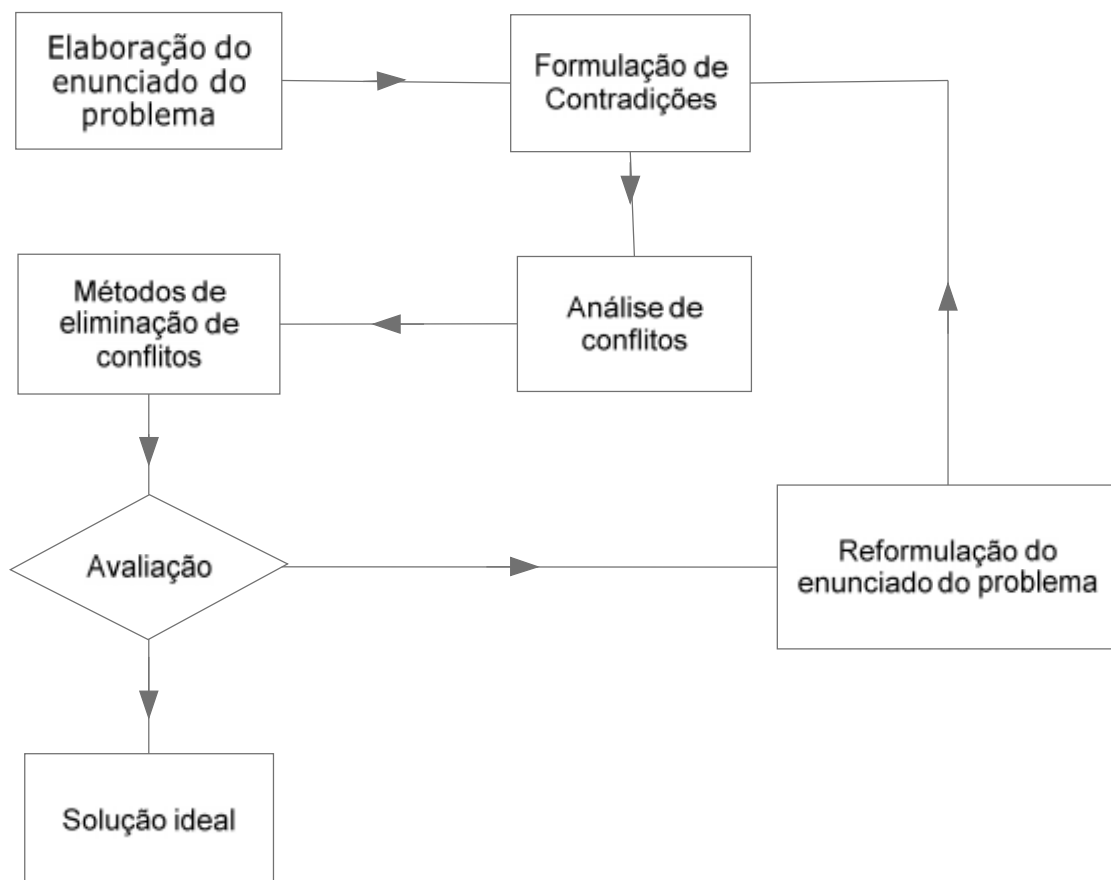 Elaboração do
enunciado do
problema
Formulação de
Contradições
Análise de
conflitos
Métodos de
eliminação de
conflitos
Avaliação
Reformulação do
enunciado do problema
Solução ideal